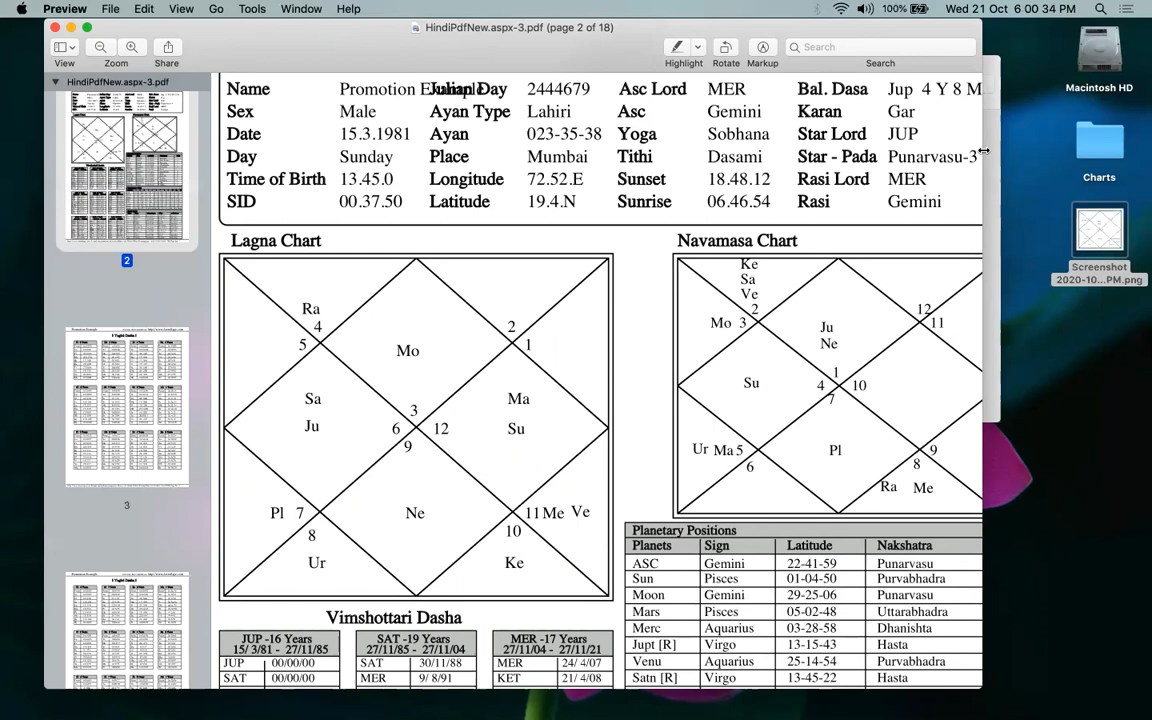 Preview File Edit View Go Tools Window Help 100% Wed 21 Oct 6 00 34 PM
HindiPdfNew.aspx-3.pdf (page 2 of 18)
View Zoom Share Highlight Rotate Markup Search
Search
HindiPdfNew.aspx-3.pdf
2
3
Macintosh HD
Charts
Screenshot
2020-10...PM.png
Name Promotion Example Julian Day 2444679 Asc Lord MER Bal. Dasa Jup 4 Y 8 M
Sex Male Ayan Type Lahiri Asc Gemini Karan Gar
Date 15.3.1981 Ayan 023-35-38 Yoga Sobhana Star Lord JUP
Day Sunday Place Mumbai Tithi Dasami Star - Pada Punarvasu-3
Time of Birth 13.45.0 Longitude 72.52.E Sunset 18.48.12 Rasi Lord MER
SID 00.37.50 Latitude 19.4.N Sunrise 06.46.54 Rasi Gemini
Lagna Chart
Ra
4 2
5 Mo 1
Sa Ma
3
Ju 6 12 Su
9
Pl 7 Ne 11 Me Ve
8 10
Ur Ke
Navamasa Chart
Ke
Sa
Ve
2 12
Mo 3 Ju 11
Ne
1
Su 4 10
7
Ur Ma 5 Pl 9
6 8
Ra Me
Vimshottari Dasha
JUP -16 Years SAT -19 Years MER -17 Years
15/ 3/81 - 27/11/85 27/11/85 - 27/11/04 27/11/04 - 27/11/21
JUP 00/00/00 SAT 30/11/88 MER 24/ 4/07
SAT 00/00/00 MER 9/ 8/91 KET 21/ 4/08
Planetary Positions
Planets Sign Latitude Nakshatra
ASC Gemini 22-41-59 Punarvasu
Sun Pisces 01-04-50 Purvabhadra
Moon Gemini 29-25-06 Punarvasu
Mars Pisces 05-02-48 Uttarabhadra
Merc Aquarius 03-28-58 Dhanishta
Jupt [R] Virgo 13-15-43 Hasta
Venu Aquarius 25-14-54 Purvabhadra
Satn [R] Virgo 13-45-22 Hasta